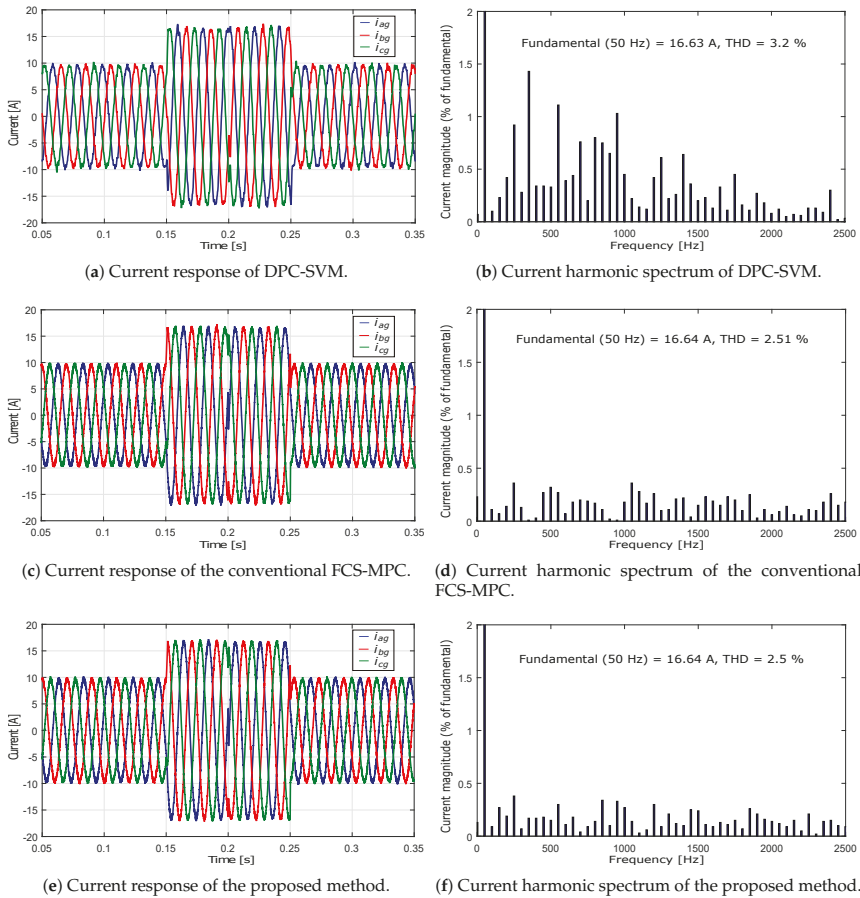 20
15
10
5
0
-5
-10
-15
-20
Current [A]
i_ag
i_bg
i_cg
0.05
0.1
0.15
0.2
0.25
0.3
0.35
Time [s]
(a) Current response of DPC-SVM.
2
1.5
1
0.5
0
Current magnitude (% of fundamental)
Fundamental (50 Hz) = 16.63 A, THD = 3.2 %
0
500
1000
1500
2000
2500
Frequency [Hz]
(b) Current harmonic spectrum of DPC-SVM.
20
15
10
5
0
-5
-10
-15
-20
Current [A]
i_ag
i_bg
i_cg
0.05
0.1
0.15
0.2
0.25
0.3
0.35
Time [s]
(c) Current response of the conventional FCS-MPC.
2
1.5
1
0.5
0
Current magnitude (% of fundamental)
Fundamental (50 Hz) = 16.64 A, THD = 2.51 %
0
500
1000
1500
2000
2500
Frequency [Hz]
(d) Current harmonic spectrum of the conventional
FCS-MPC.
20
15
10
5
0
-5
-10
-15
-20
Current [A]
i_ag
i_bg
i_cg
0.05
0.1
0.15
0.2
0.25
0.3
0.35
Time [s]
(e) Current response of the proposed method.
2
1.5
1
0.5
0
Current magnitude (% of fundamental)
Fundamental (50 Hz) = 16.64 A, THD = 2.5 %
0
500
1000
1500
2000
2500
Frequency [Hz]
(f) Current harmonic spectrum of the proposed method.